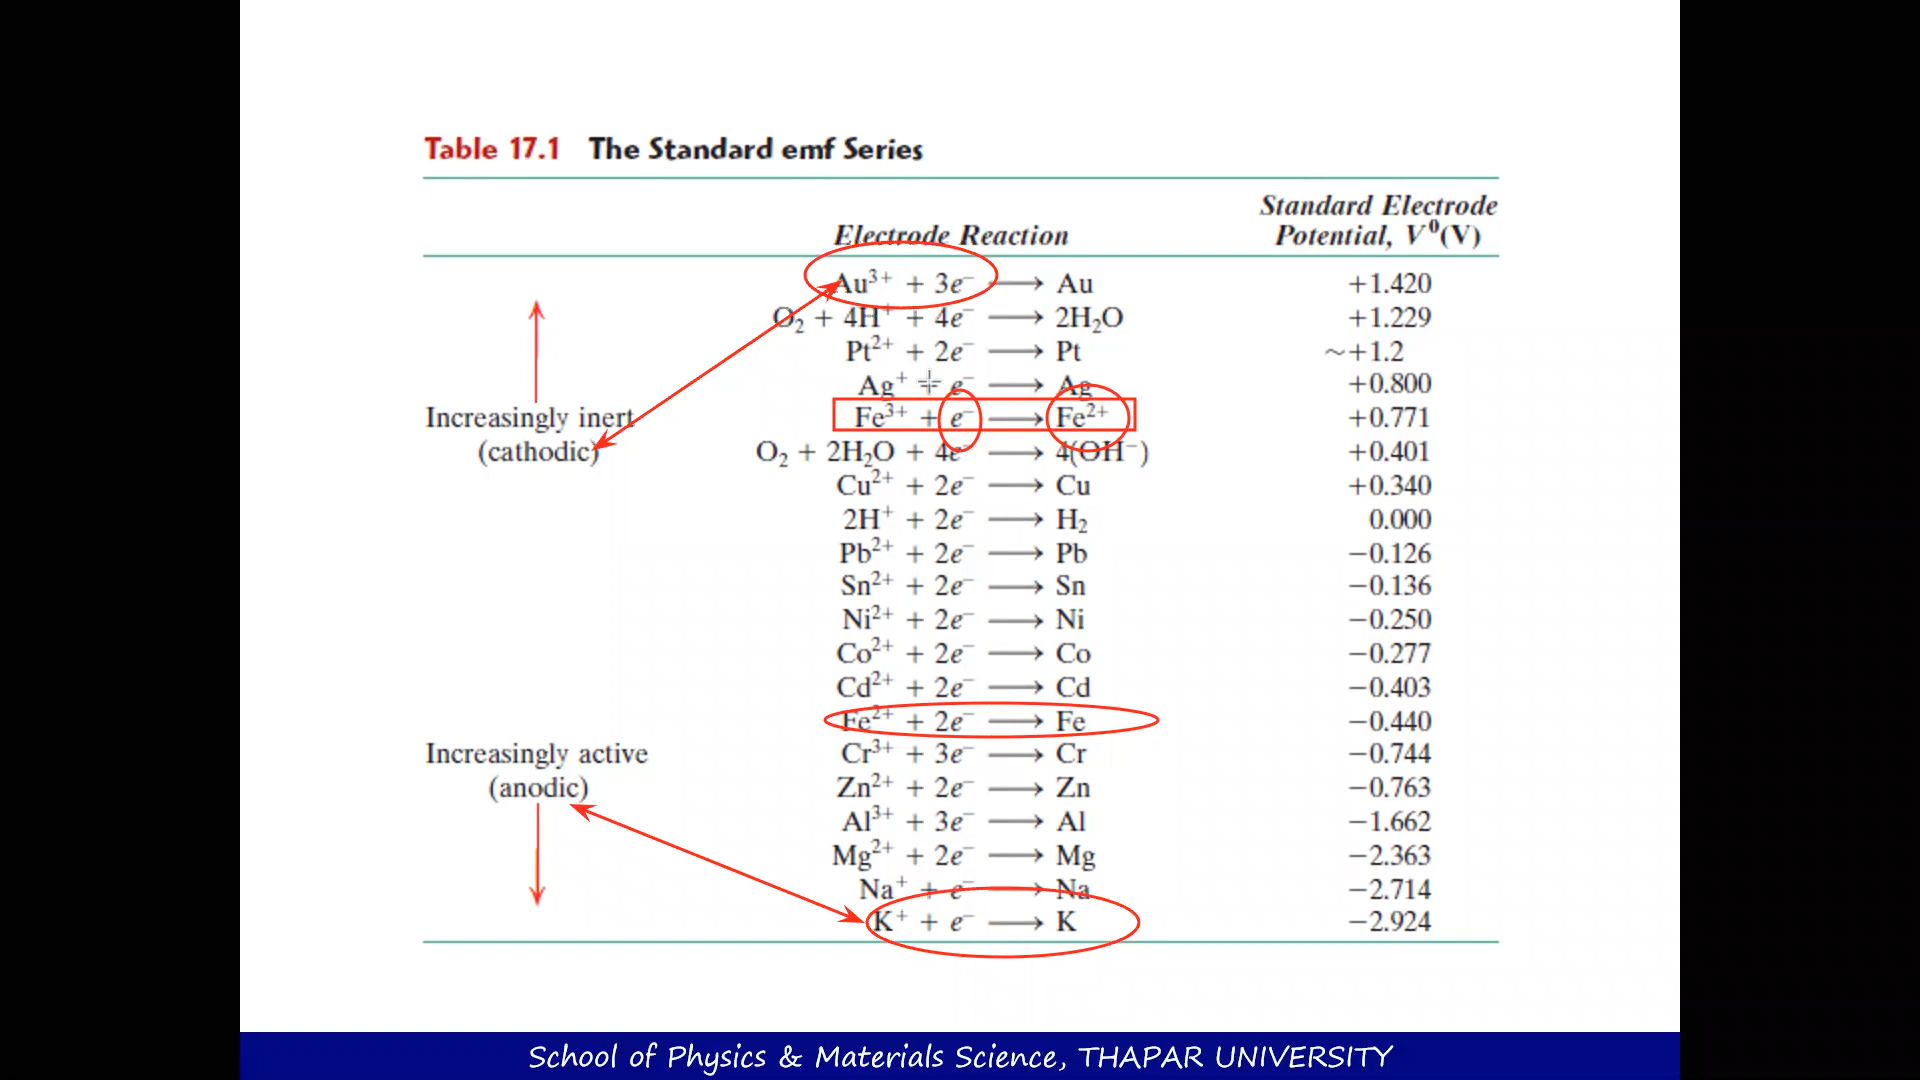 Table 17.1 The Standard emf Series
Electrode Reaction
Standard Electrode
Potential, V⁰(V)
Au³⁺ + 3e⁻ ⟶ Au +1.420
O₂ + 4H⁺ + 4e⁻ ⟶ 2H₂O +1.229
Pt²⁺ + 2e⁻ ⟶ Pt ~+1.2
Ag⁺ + e⁻ ⟶ Ag +0.800
Increasingly inert
(cathodic)
Fe³⁺ + e⁻ ⟶ Fe²⁺ +0.771
O₂ + 2H₂O + 4e⁻ ⟶ 4(OH⁻) +0.401
Cu²⁺ + 2e⁻ ⟶ Cu +0.340
2H⁺ + 2e⁻ ⟶ H₂ 0.000
Pb²⁺ + 2e⁻ ⟶ Pb −0.126
Sn²⁺ + 2e⁻ ⟶ Sn −0.136
Ni²⁺ + 2e⁻ ⟶ Ni −0.250
Co²⁺ + 2e⁻ ⟶ Co −0.277
Cd²⁺ + 2e⁻ ⟶ Cd −0.403
Fe²⁺ + 2e⁻ ⟶ Fe −0.440
Increasingly active
(anodic)
Cr³⁺ + 3e⁻ ⟶ Cr −0.744
Zn²⁺ + 2e⁻ ⟶ Zn −0.763
Al³⁺ + 3e⁻ ⟶ Al −1.662
Mg²⁺ + 2e⁻ ⟶ Mg −2.363
Na⁺ + e⁻ ⟶ Na −2.714
K⁺ + e⁻ ⟶ K −2.924
School of Physics & Materials Science, THAPAR UNIVERSITY